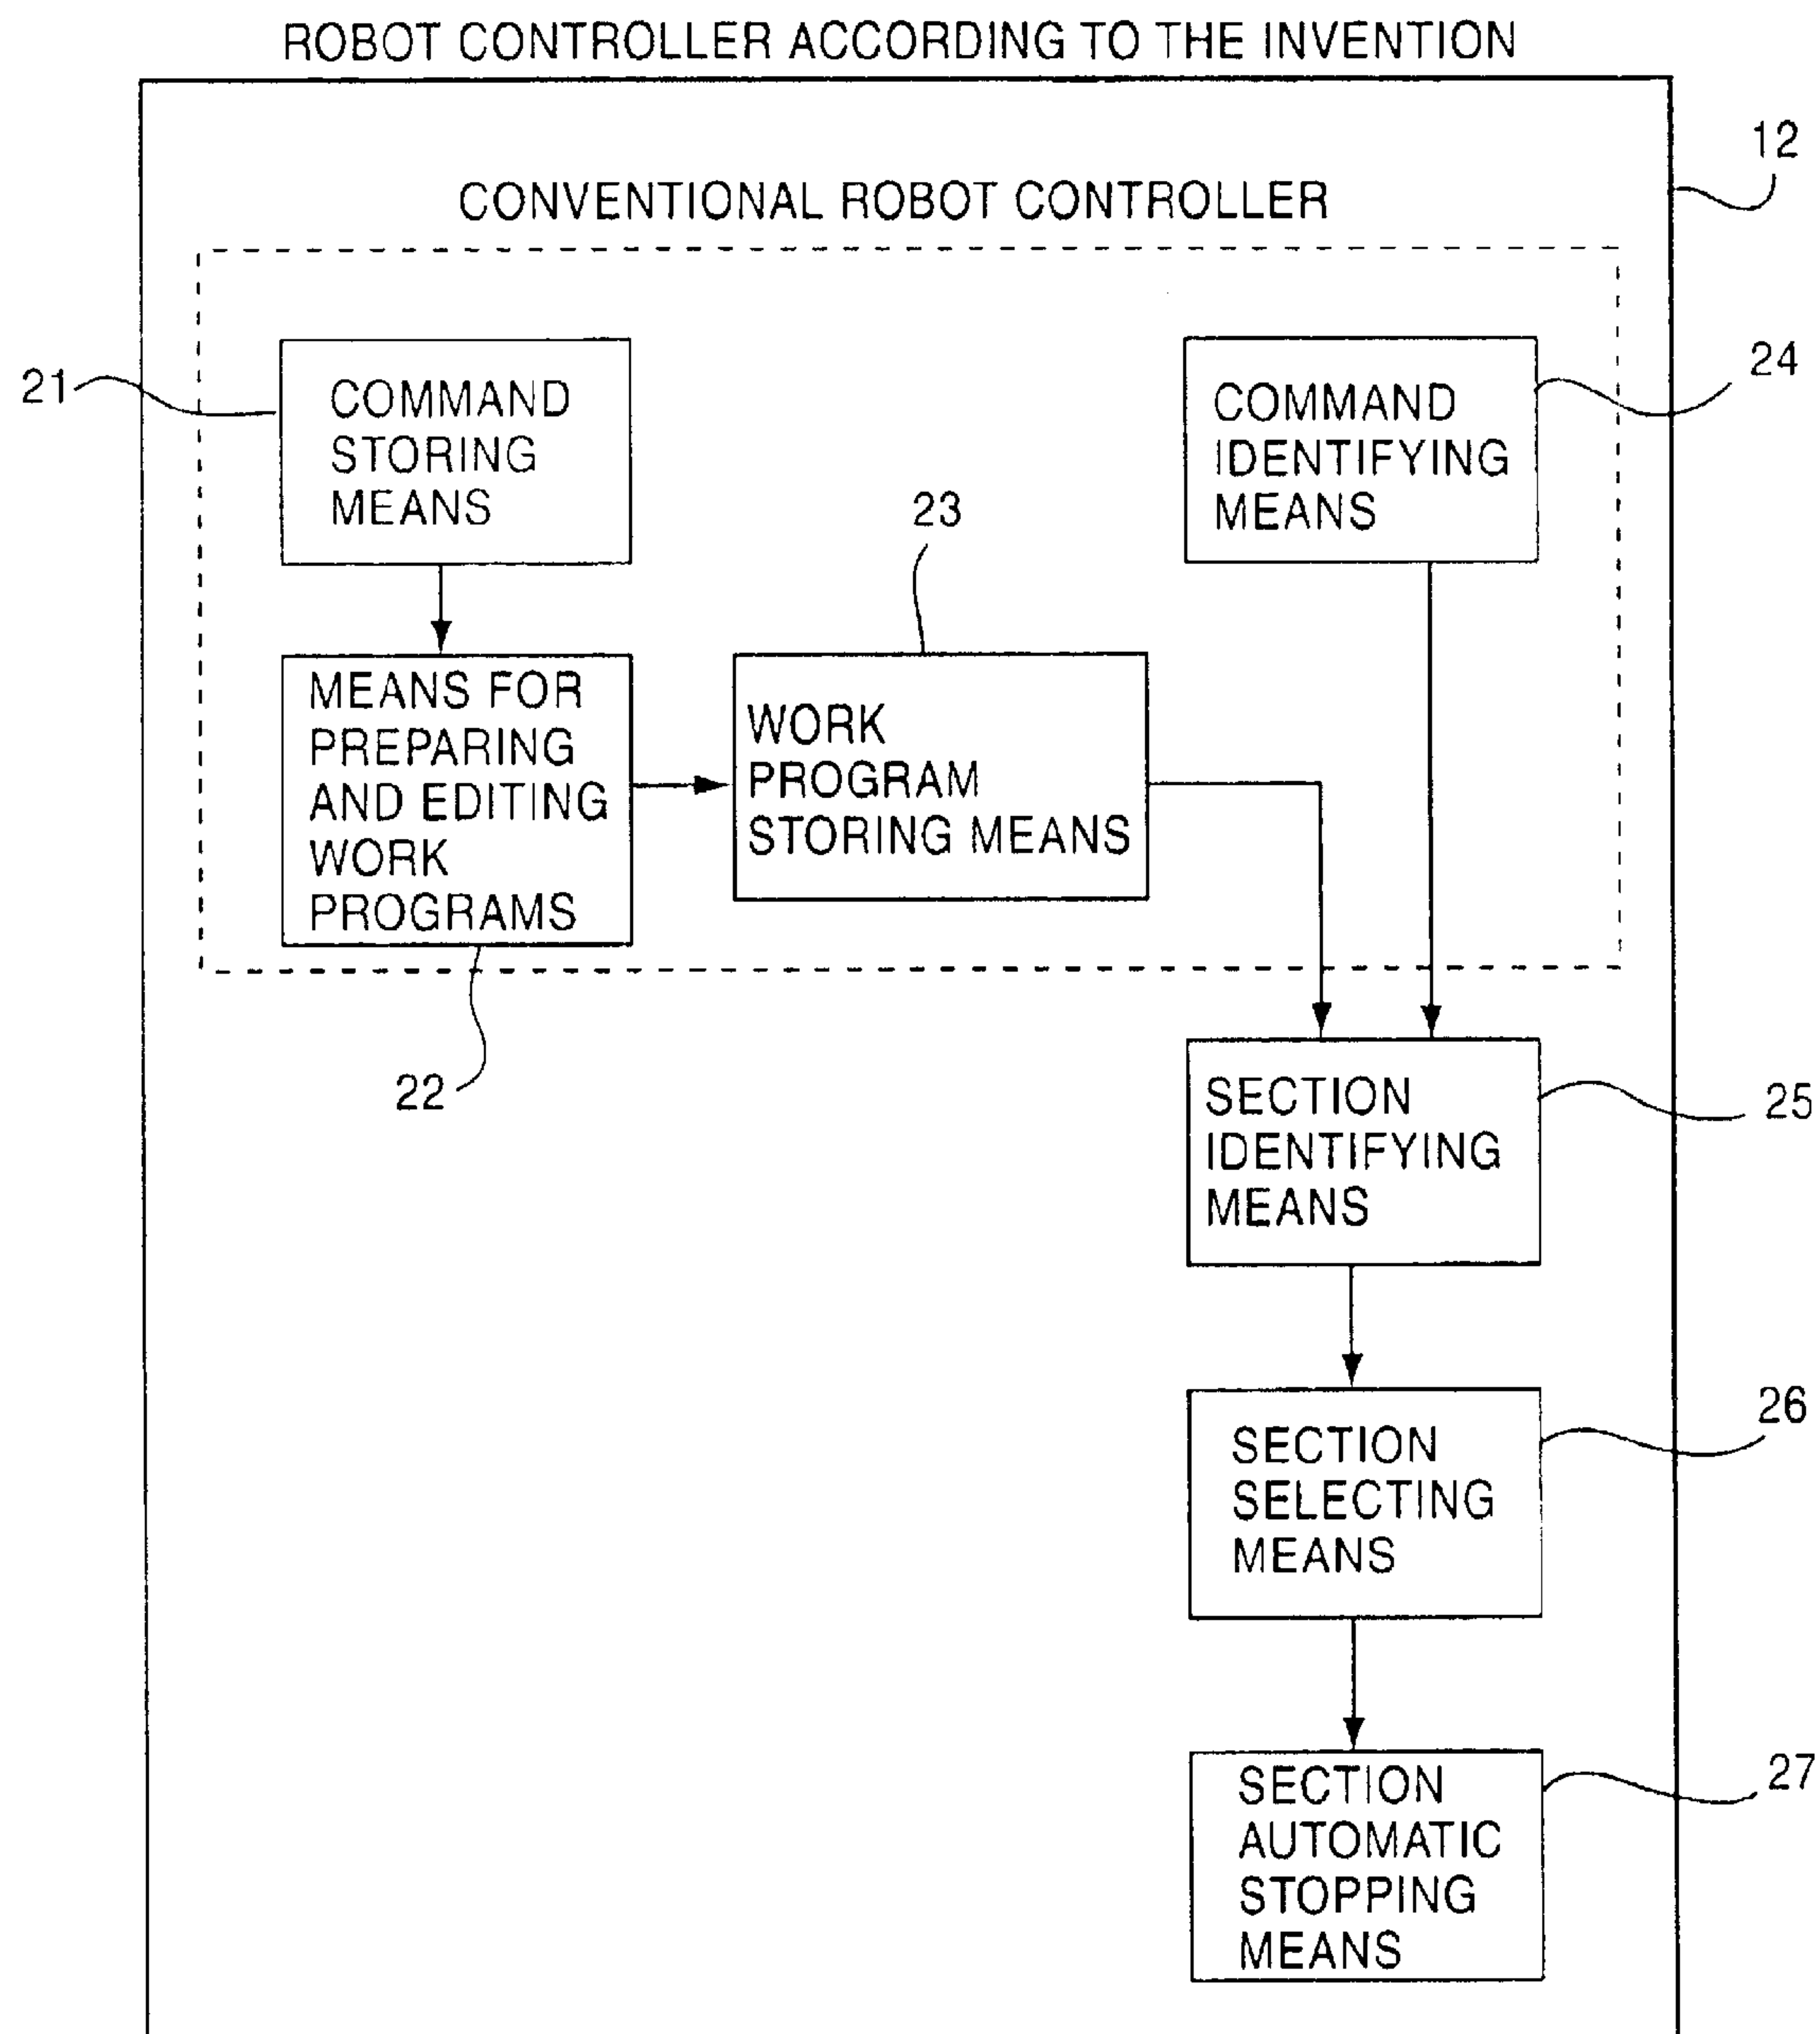 ROBOT CONTROLLER ACCORDING TO THE INVENTION
12
CONVENTIONAL ROBOT CONTROLLER
21
COMMAND
STORING
MEANS
24
COMMAND
IDENTIFYING
MEANS
23
MEANS FOR
PREPARING
AND EDITING
WORK
PROGRAMS
WORK
PROGRAM
STORING MEANS
22
SECTION
IDENTIFYING
MEANS
25
SECTION
SELECTING
MEANS
26
SECTION
AUTOMATIC
STOPPING
MEANS
27